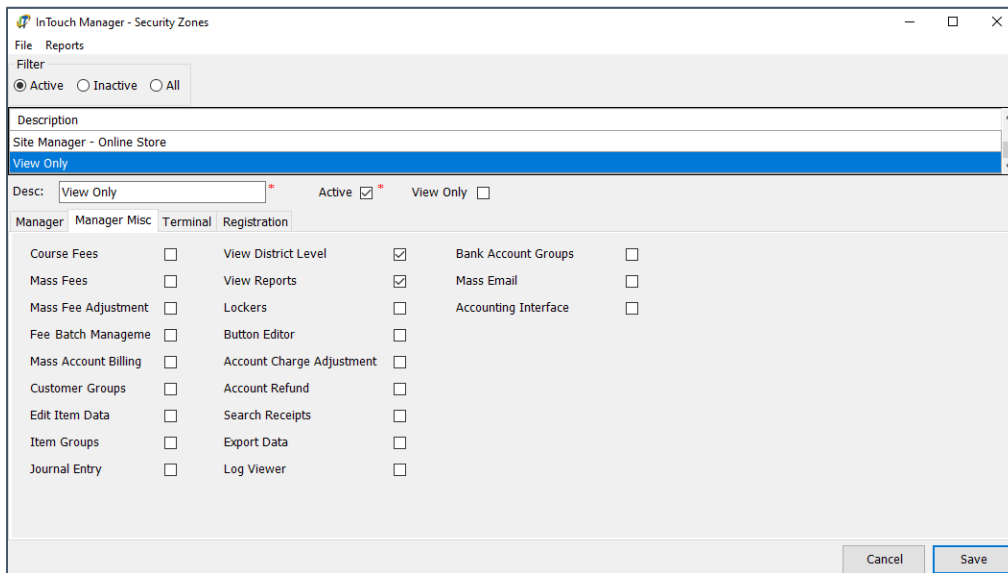 InTouch Manager - Security Zones
File Reports
Filter
Active Inactive All
Description
Site Manager - Online Store
View Only
Desc: View Only * Active * View Only
Manager Manager Misc Terminal Registration
Course Fees View District Level Bank Account Groups
Mass Fees View Reports Mass Email
Mass Fee Adjustment Lockers Accounting Interface
Fee Batch Manageme Button Editor
Mass Account Billing Account Charge Adjustment
Customer Groups Account Refund
Edit Item Data Search Receipts
Item Groups Export Data
Journal Entry Log Viewer
Cancel Save